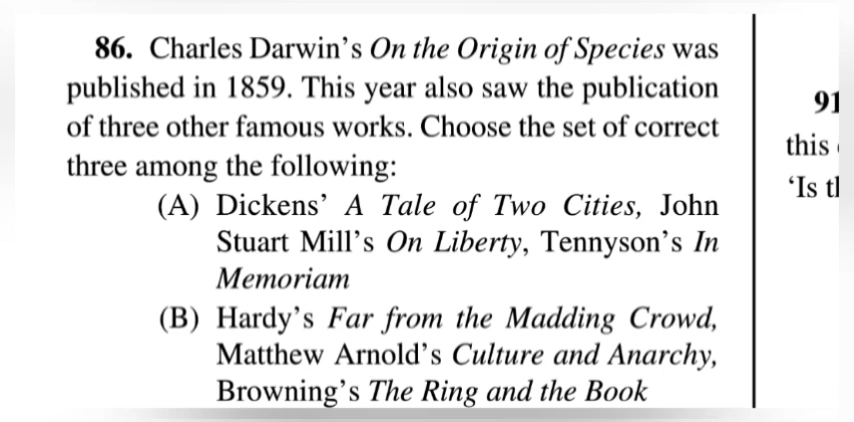 86. Charles Darwin's On the Origin of Species was
published in 1859. This year also saw the publication
of three other famous works. Choose the set of correct
three among the following:
(A) Dickens' A Tale of Two Cities, John
Stuart Mill's On Liberty, Tennyson's In
Memoriam
(B) Hardy's Far from the Madding Crowd,
Matthew Arnold's Culture and Anarchy,
Browning's The Ring and the Book
91
this
‘Is